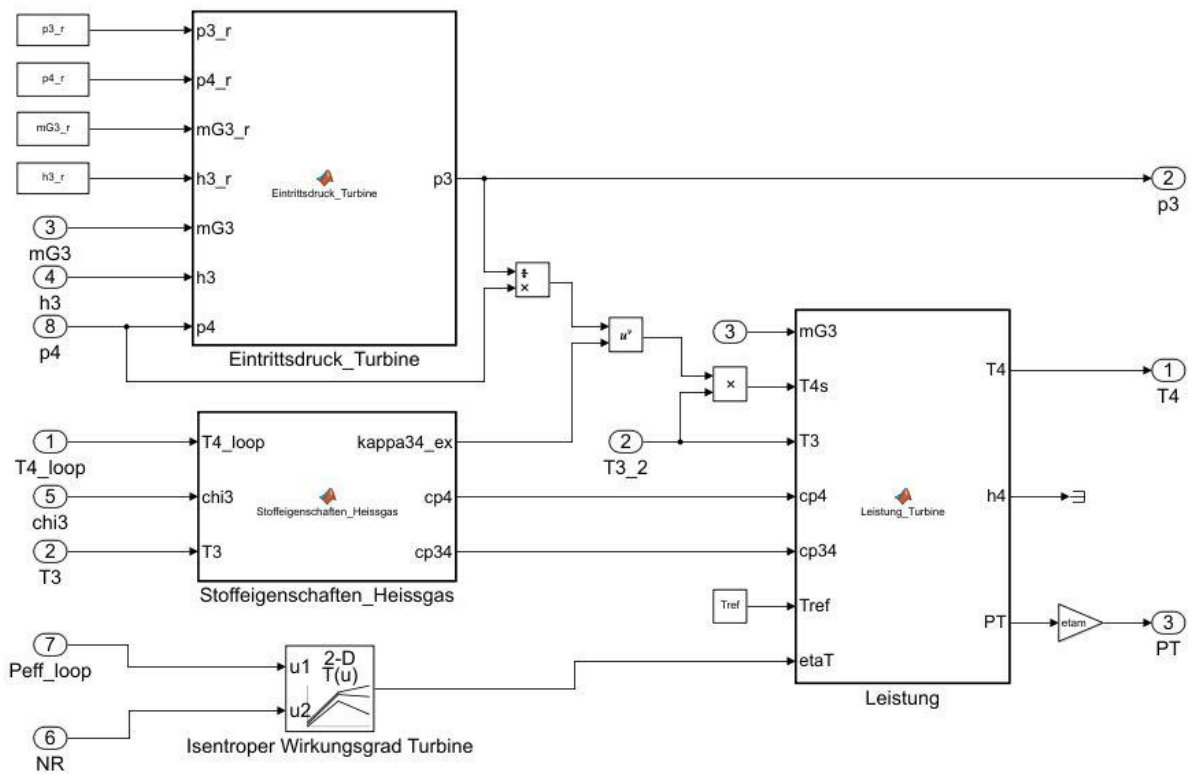 p3_r
p4_r
mG3_r
h3_r
3
mG3
4
h3
8
p4
p3_r
p4_r
mG3_r
h3_r
mG3
h3
p4
Eintrittsdruck_Turbine
p3
Eintrittsdruck_Turbine
2
p3
÷
×
u^v
×
1
T4_loop
5
chi3
2
T3
T4_loop
chi3
T3
Stoffeigenschaften_Heissgas
kappa34_ex
cp4
cp34
Stoffeigenschaften_Heissgas
2
T3_2
3
Tref
mG3
T4s
T3
cp4
cp34
Tref
etaT
Leistung_Turbine
T4
h4
PT
Leistung
1
T4
etam
3
PT
7
Peff_loop
6
NR
u1
u2
2-D
T(u)
Isentroper Wirkungsgrad Turbine